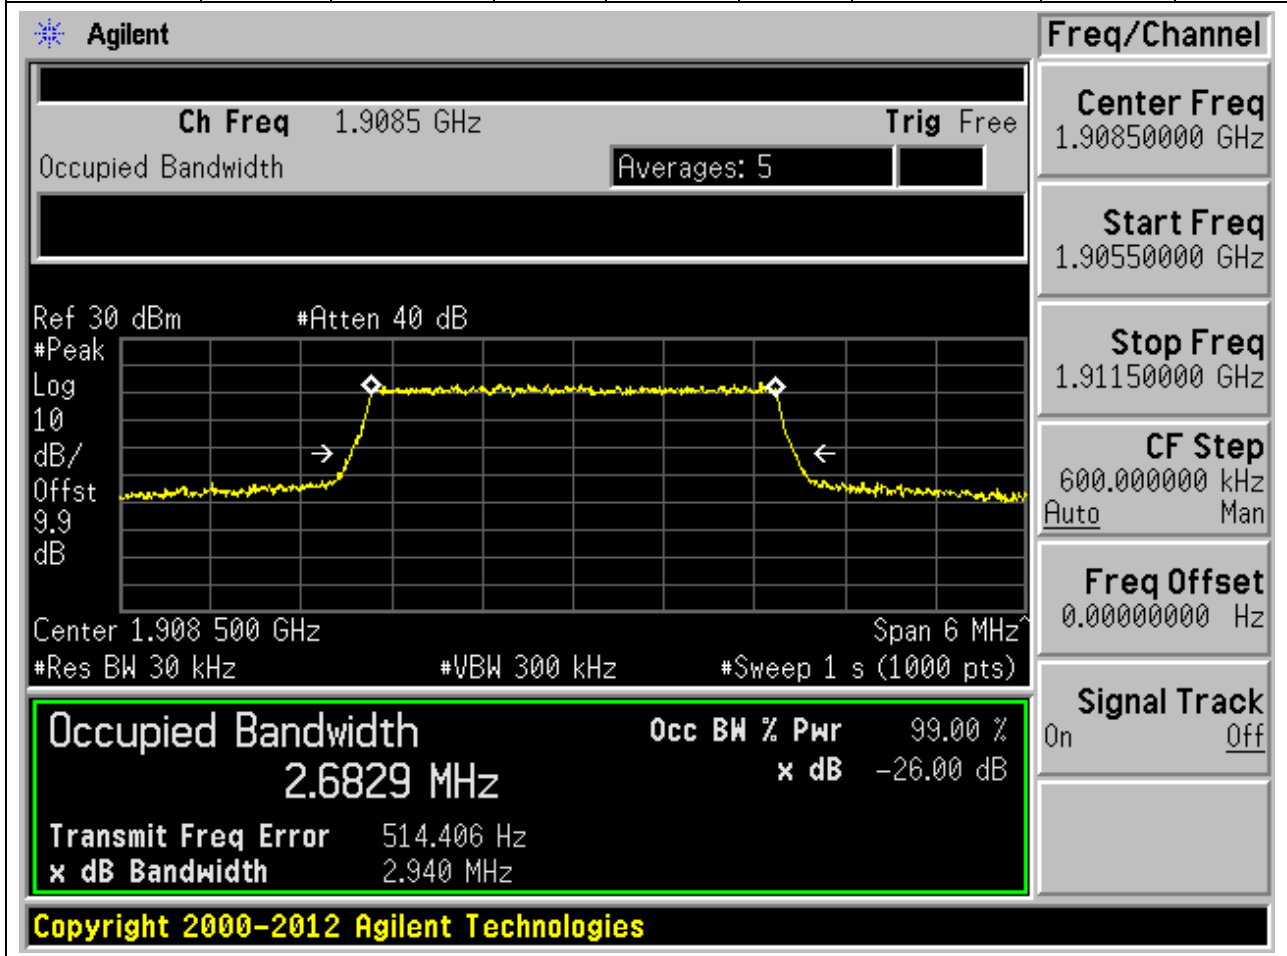 Agilent
Freq/Channel
Ch Freq 1.9085 GHz Trig Free
Occupied Bandwidth Averages: 5
Center Freq
1.90850000 GHz
Start Freq
1.90550000 GHz
Stop Freq
1.91150000 GHz
CF Step
600.000000 kHz
Auto Man
Freq Offset
0.00000000 Hz
Signal Track
On Off
Ref 30 dBm #Atten 40 dB
#Peak
Log
10
dB/
Offst
9.9
dB
Center 1.908 500 GHz Span 6 MHz^
#Res BW 30 kHz #VBW 300 kHz #Sweep 1 s (1000 pts)
Occupied Bandwidth
2.6829 MHz
Occ BW % Pwr 99.00 %
x dB -26.00 dB
Transmit Freq Error 514.406 Hz
x dB Bandwidth 2.940 MHz
Copyright 2000-2012 Agilent Technologies